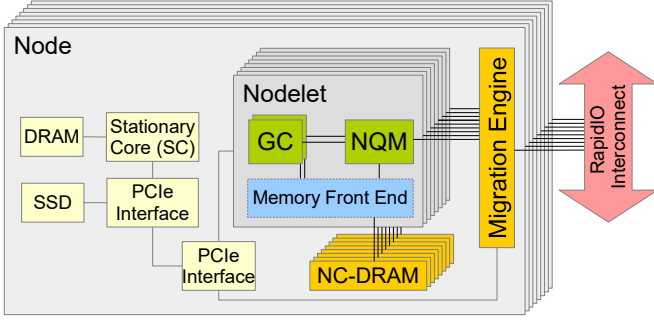 Node
Nodelet
DRAM
Stationary
Core (SC)
GC
NQM
SSD
PCIe
Interface
Memory Front End
PCIe
Interface
NC-DRAM
Migration Engine
RapidIO
Interconnect